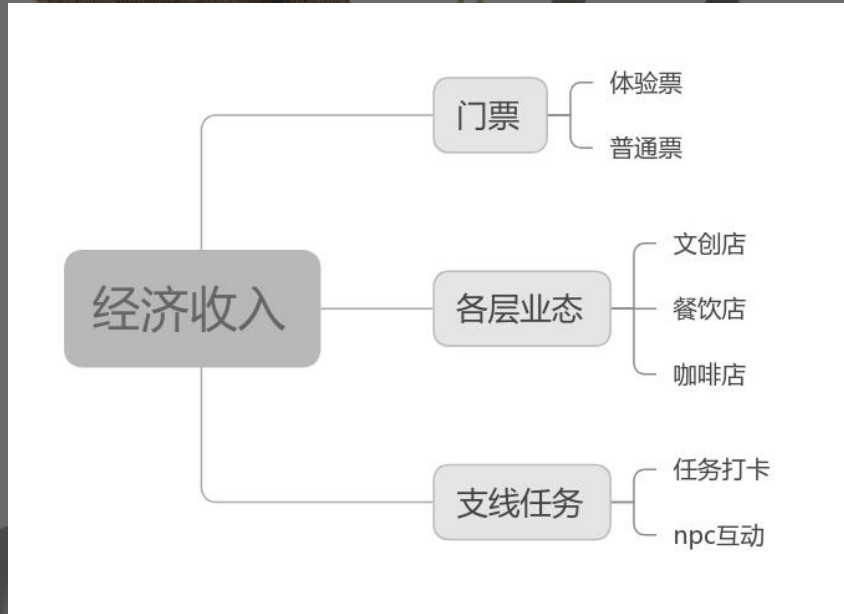 经济收入
门票
体验票
普通票
各层业态
文创店
餐饮店
咖啡店
支线任务
任务打卡
npc互动